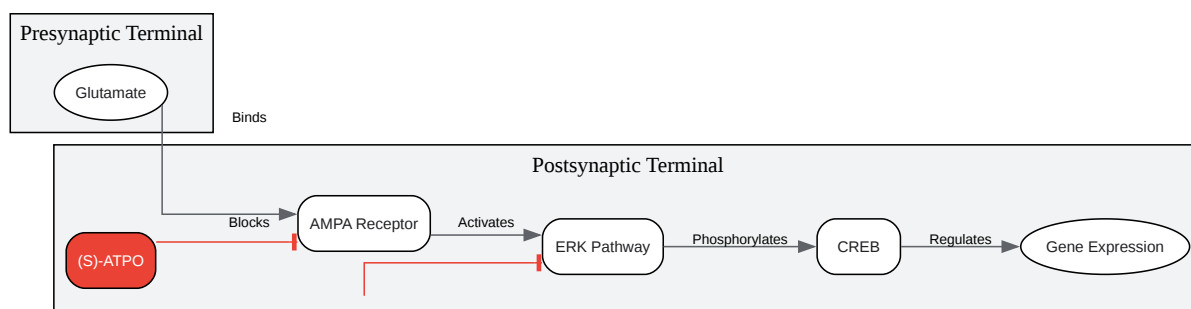 Presynaptic Terminal
Glutamate
Binds
Postsynaptic Terminal
Blocks
AMPA Receptor
Activates
(S)-ATPO
ERK Pathway
Phosphorylates
CREB
Regulates
Gene Expression